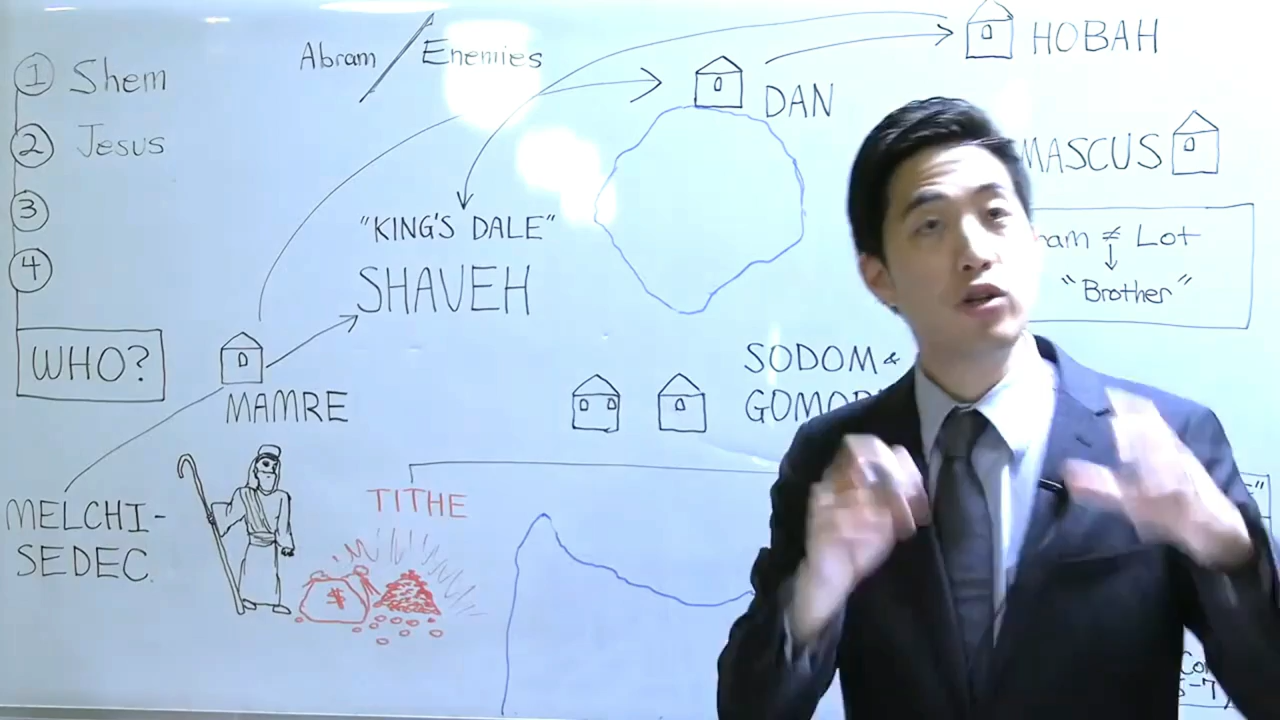 1 Shem
2 Jesus
3
4
WHO?
Abram / Enemies
HOBAH
DAN
MASCUS
"KING'S DALE"
SHAVEH
ham ≠ Lot
↓
"Brother"
MAMRE
SODOM &
GOMOR
MELCHI-
SEDEC.
TITHE
$